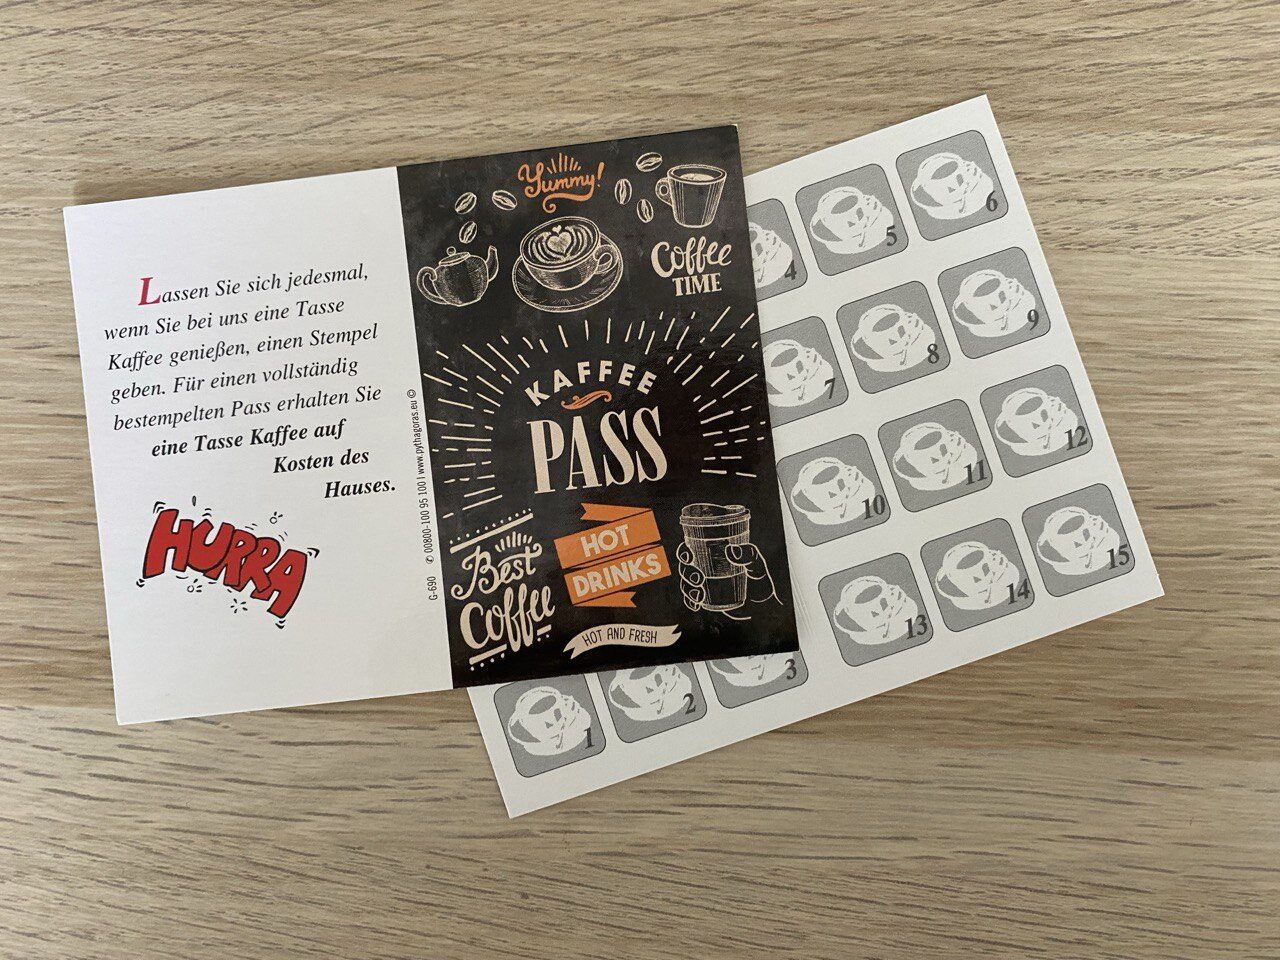 Lassen Sie sich jedesmal,
wenn Sie bei uns eine Tasse
Kaffee genießen, einen Stempel
geben. Für einen vollständig
bestempelten Pass erhalten Sie
eine Tasse Kaffee auf
Kosten des
Hauses.
HURRA
G-690 ✆ 00800-100 95 100 | www.pythagoras.eu ©
Yummy!
Coffee
TIME
KAFFEE
PASS
Best
Coffee
HOT
DRINKS
HOT AND FRESH
4
5
6
7
8
9
10
11
12
13
14
15
1
2
3